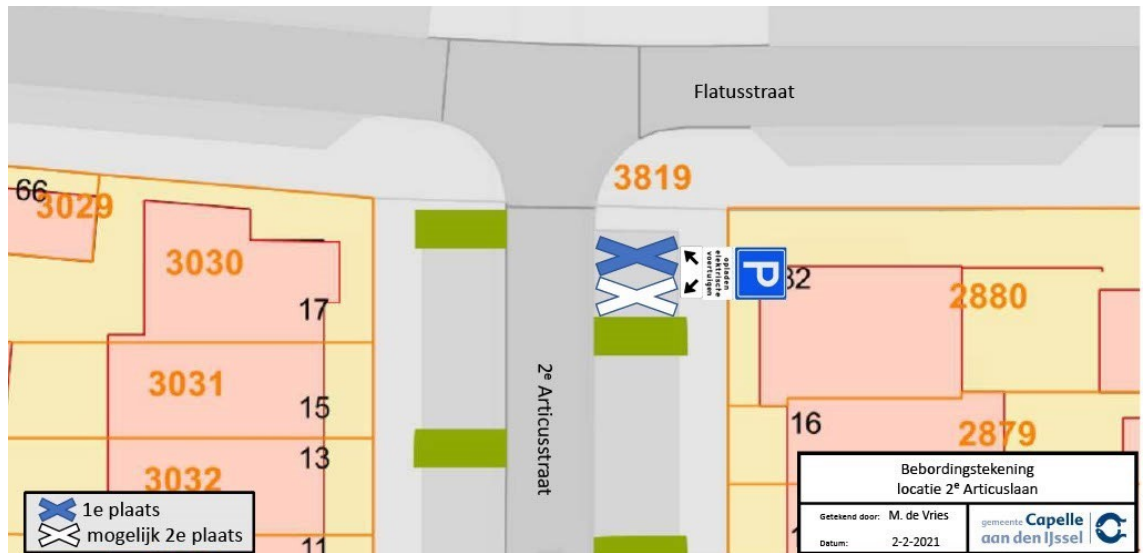 Flatusstraat
3819
66
3029
3030
17
opladen
elektrische
voertuigen
P
32
2880
3031
15
2e Articusstraat
16
2879
13
3032
11
1e plaats
mogelijk 2e plaats
Bebordingstekening
locatie 2e Articuslaan
Getekend door: M. de Vries
Datum: 2-2-2021
gemeente Capelle
aan den IJssel